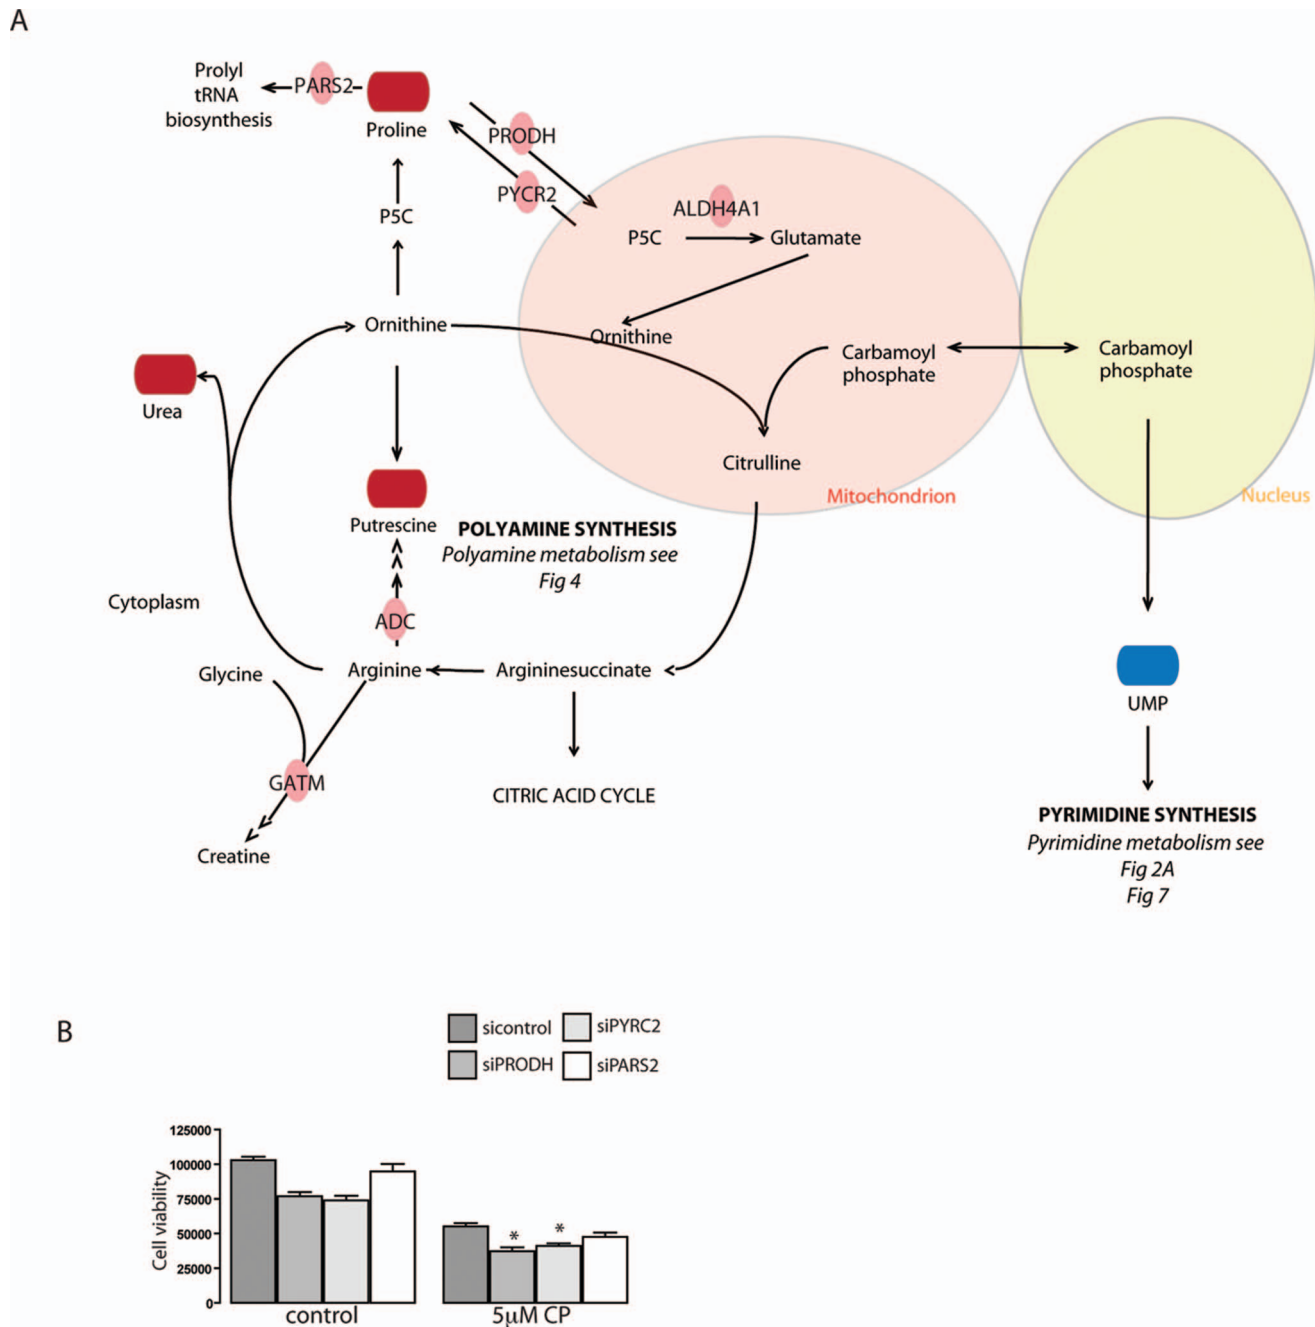 A
Prolyl
tRNA
biosynthesis
PARS2
Proline
PRODH
PYCR2
P5C
ALDH4A1
P5C
Glutamate
Ornithine
Ornithine
Carbamoyl
phosphate
Carbamoyl
phosphate
Urea
Citrulline
Mitochondrion
Nucleus
Putrescine
POLYAMINE SYNTHESIS
Polyamine metabolism see
Fig 4
Cytoplasm
ADC
Glycine
Arginine
Argininesuccinate
UMP
GATM
CITRIC ACID CYCLE
Creatine
PYRIMIDINE SYNTHESIS
Pyrimidine metabolism see
Fig 2A
Fig 7
B
sicontrol
siPYRC2
siPRODH
siPARS2
Cell viability
125000
100000
75000
50000
25000
0
*
*
control
5µM CP